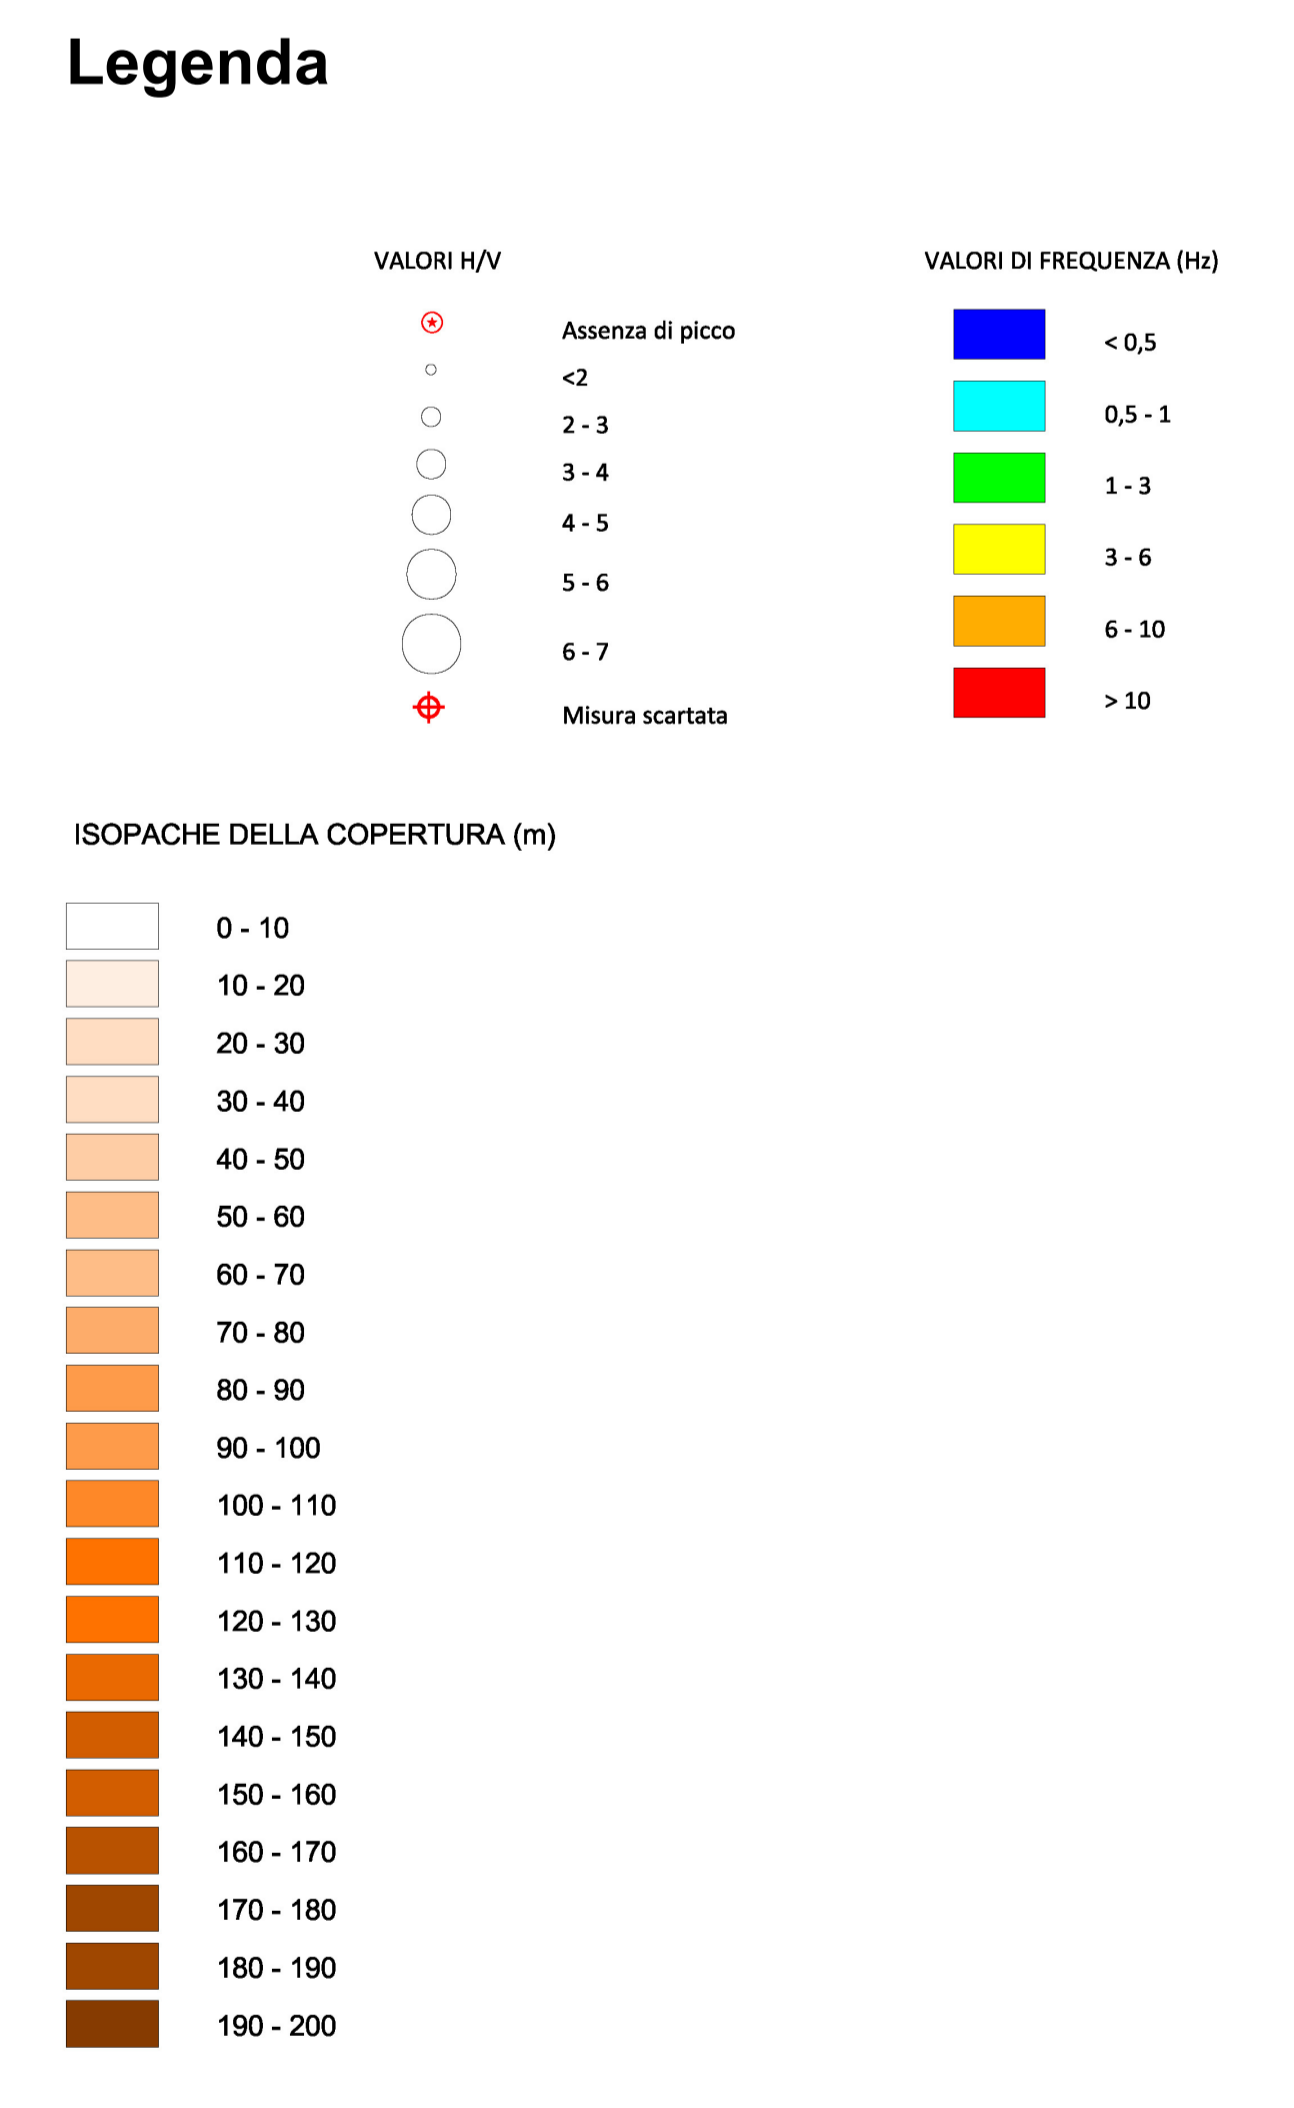 Legenda
VALORI H/V
Assenza di picco
<2
2 - 3
3 - 4
4 - 5
5 - 6
6 - 7
Misura scartata
VALORI DI FREQUENZA (Hz)
< 0,5
0,5 - 1
1 - 3
3 - 6
6 - 10
> 10
ISOPACHE DELLA COPERTURA (m)
0 - 10
10 - 20
20 - 30
30 - 40
40 - 50
50 - 60
60 - 70
70 - 80
80 - 90
90 - 100
100 - 110
110 - 120
120 - 130
130 - 140
140 - 150
150 - 160
160 - 170
170 - 180
180 - 190
190 - 200